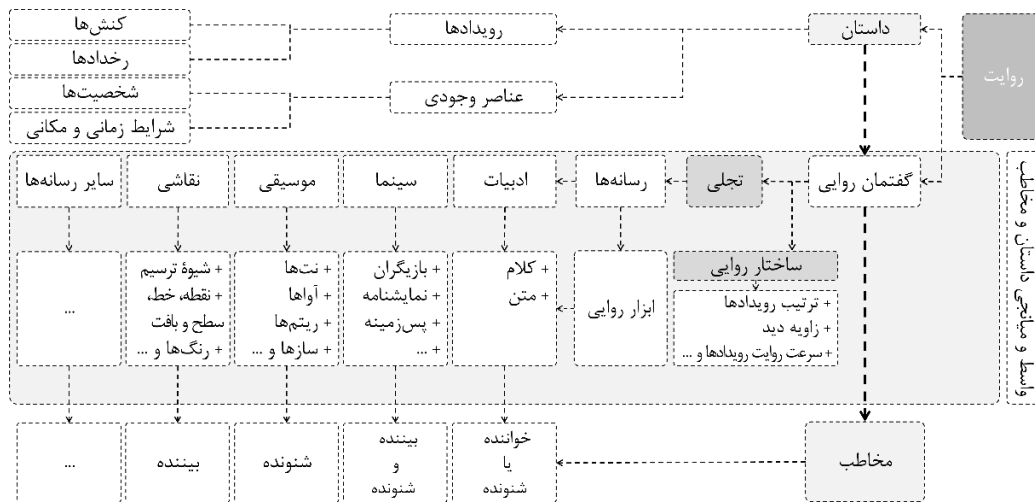 روایت
داستان
رویدادها
کنش‌ها
رخدادها
عناصر وجودی
شخصیت‌ها
شرایط زمانی و مکانی
واسط و میانجی داستان و مخاطب
گفتمان روایی
تجلی
رسانه‌ها
ادبیات
سینما
موسیقی
نقاشی
سایر رسانه‌ها
ساختار روایی
+ ترتیب رویدادها
+ زاویه دید
+ سرعت روایت رویدادها و ...
ابزار روایی
+ کلام
+ متن
+ بازیگران
+ نمایشنامه
+ پس‌زمینه
+ ...
+ نت‌ها
+ آواها
+ ریتم‌ها
+ سازها و ...
+ شیوۀ ترسیم
+ نقطه، خط،
سطح و بافت
+ رنگ‌ها و ...
...
مخاطب
خواننده
یا
شنونده
بیننده
و
شنونده
شنونده
بیننده
...